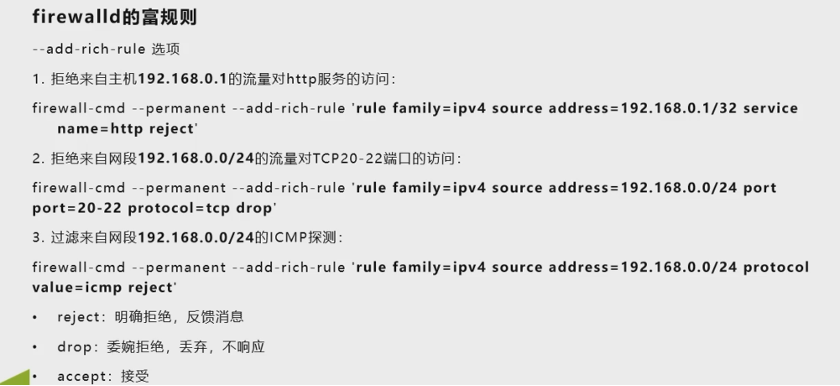 firewalld的富规则
--add-rich-rule 选项
1. 拒绝来自主机192.168.0.1的流量对http服务的访问：
firewall-cmd --permanent --add-rich-rule 'rule family=ipv4 source address=192.168.0.1/32 service
name=http reject'
2. 拒绝来自网段192.168.0.0/24的流量对TCP20-22端口的访问：
firewall-cmd --permanent --add-rich-rule 'rule family=ipv4 source address=192.168.0.0/24 port
port=20-22 protocol=tcp drop'
3. 过滤来自网段192.168.0.0/24的ICMP探测：
firewall-cmd --permanent --add-rich-rule 'rule family=ipv4 source address=192.168.0.0/24 protocol
value=icmp reject'
• reject：明确拒绝，反馈消息
• drop：委婉拒绝，丢弃，不响应
• accept：接受